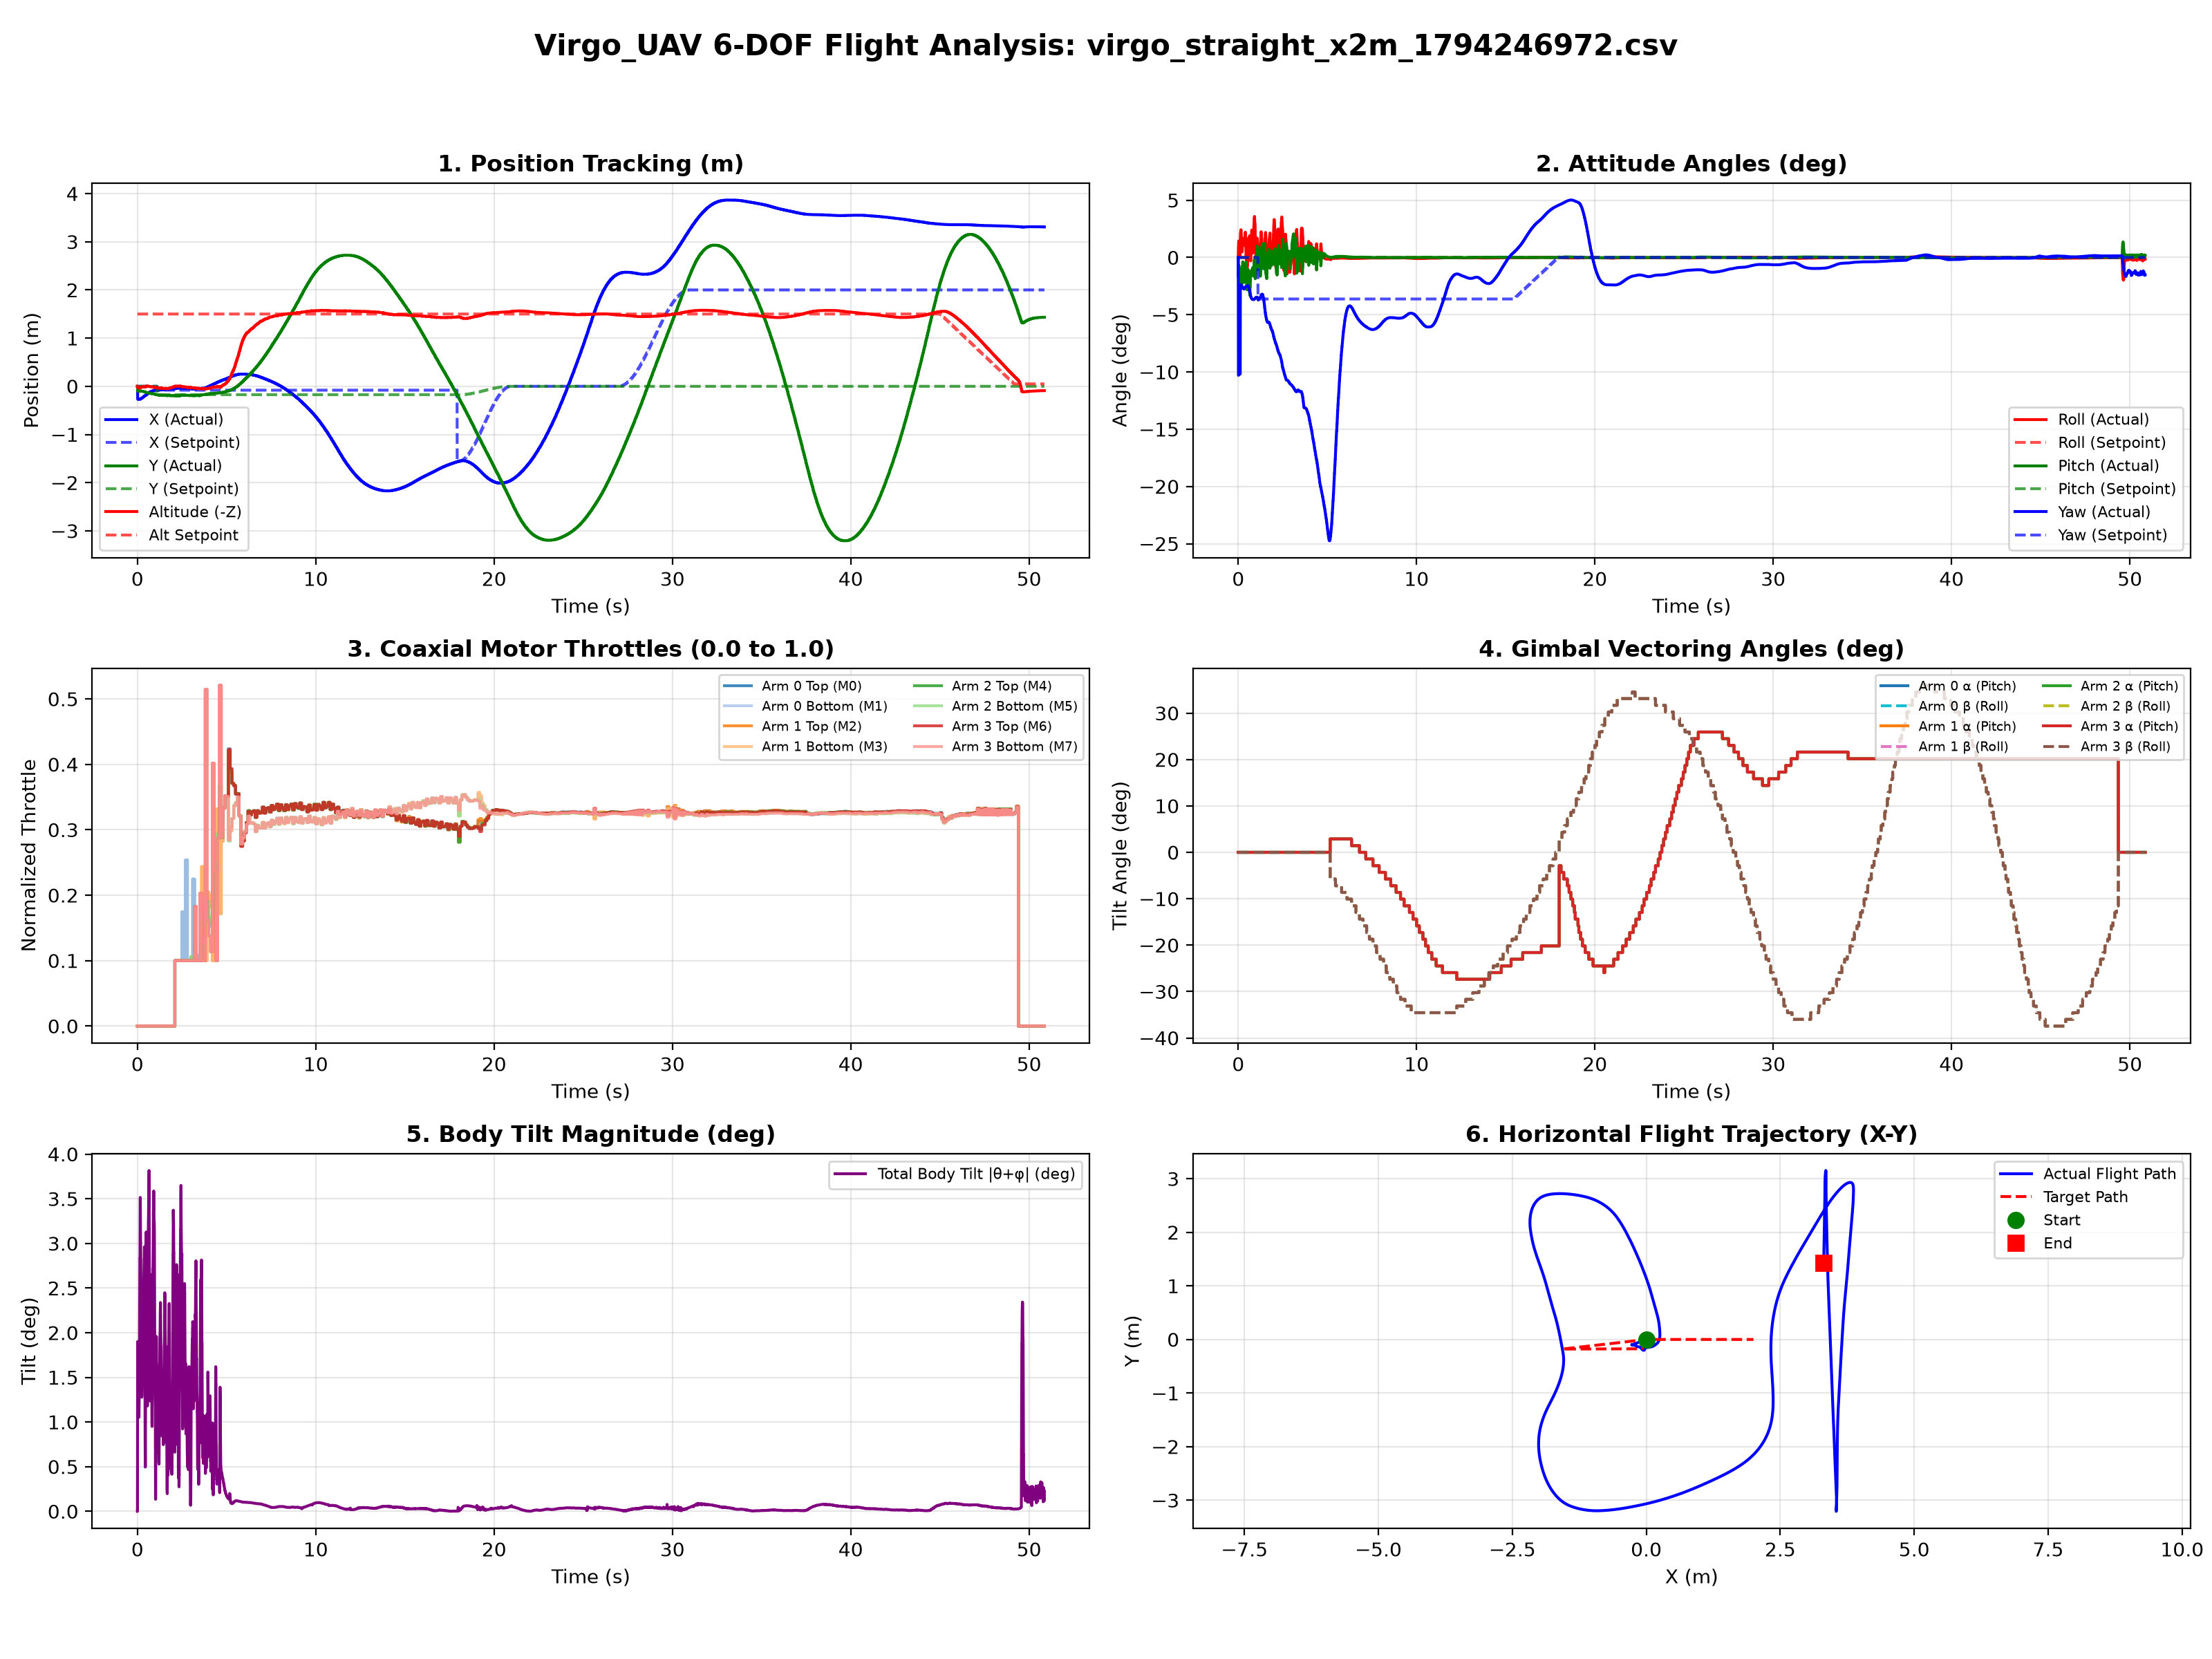 Virgo_UAV 6-DOF Flight Analysis: virgo_straight_x2m_1794246972.csv
1. Position Tracking (m)
4
3
2
1
0
−1
−2
−3
Position (m)
X (Actual)
X (Setpoint)
Y (Actual)
Y (Setpoint)
Altitude (-Z)
Alt Setpoint
0 10 20 30 40 50
Time (s)
2. Attitude Angles (deg)
5
0
−5
−10
−15
−20
−25
Angle (deg)
Roll (Actual)
Roll (Setpoint)
Pitch (Actual)
Pitch (Setpoint)
Yaw (Actual)
Yaw (Setpoint)
0 10 20 30 40 50
Time (s)
3. Coaxial Motor Throttles (0.0 to 1.0)
0.5
0.4
0.3
0.2
0.1
0.0
Normalized Throttle
Arm 0 Top (M0) Arm 2 Top (M4)
Arm 0 Bottom (M1) Arm 2 Bottom (M5)
Arm 1 Top (M2) Arm 3 Top (M6)
Arm 1 Bottom (M3) Arm 3 Bottom (M7)
0 10 20 30 40 50
Time (s)
4. Gimbal Vectoring Angles (deg)
30
20
10
0
−10
−20
−30
−40
Tilt Angle (deg)
Arm 0 α (Pitch) Arm 2 α (Pitch)
Arm 0 β (Roll) Arm 2 β (Roll)
Arm 1 α (Pitch) Arm 3 α (Pitch)
Arm 1 β (Roll) Arm 3 β (Roll)
0 10 20 30 40 50
Time (s)
5. Body Tilt Magnitude (deg)
4.0
3.5
3.0
2.5
2.0
1.5
1.0
0.5
0.0
Tilt (deg)
Total Body Tilt |θ+φ| (deg)
0 10 20 30 40 50
Time (s)
6. Horizontal Flight Trajectory (X-Y)
3
2
1
0
−1
−2
−3
Y (m)
Actual Flight Path
Target Path
Start
End
−7.5 −5.0 −2.5 0.0 2.5 5.0 7.5 10.0
X (m)